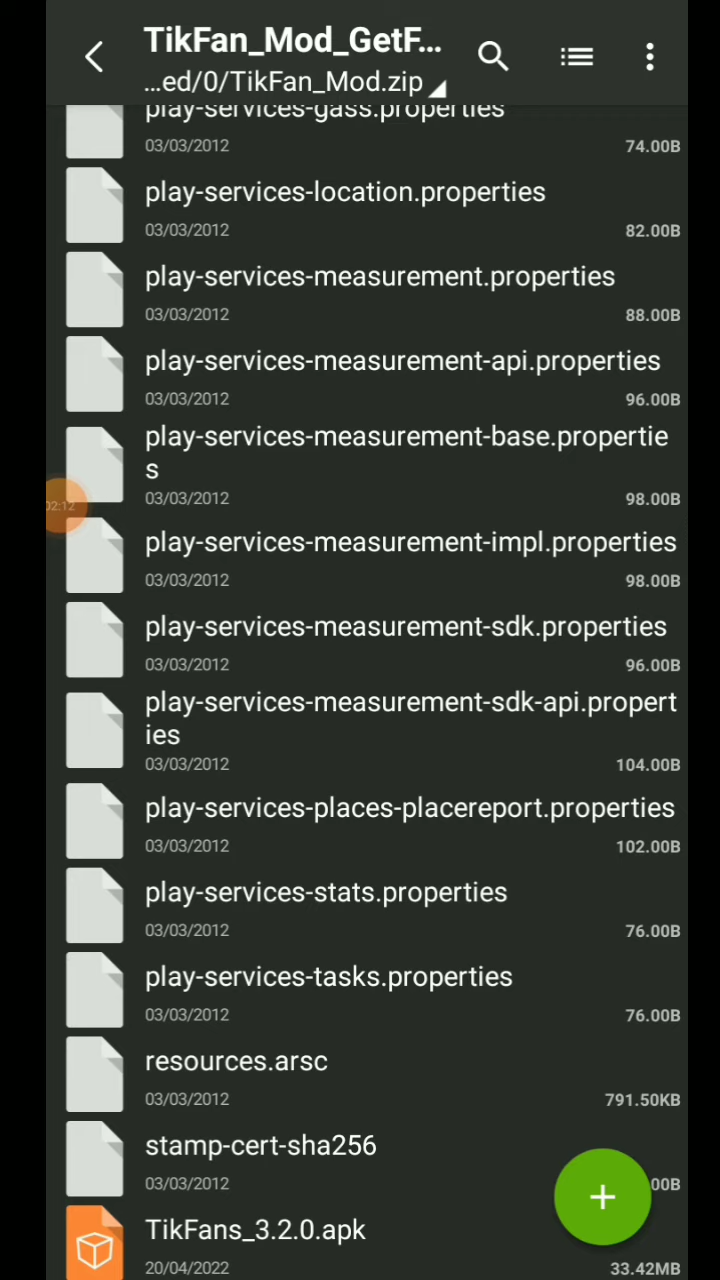 TikFan_Mod_GetF...
...ed/0/TikFan_Mod.zip
play-services-gass.properties
03/03/2012 74.00B
play-services-location.properties
03/03/2012 82.00B
play-services-measurement.properties
03/03/2012 88.00B
play-services-measurement-api.properties
03/03/2012 96.00B
play-services-measurement-base.propertie
s
03/03/2012 98.00B
02:12
play-services-measurement-impl.properties
03/03/2012 98.00B
play-services-measurement-sdk.properties
03/03/2012 96.00B
play-services-measurement-sdk-api.propert
ies
03/03/2012 104.00B
play-services-places-placereport.properties
03/03/2012 102.00B
play-services-stats.properties
03/03/2012 76.00B
play-services-tasks.properties
03/03/2012 76.00B
resources.arsc
03/03/2012 791.50KB
stamp-cert-sha256
03/03/2012
TikFans_3.2.0.apk
20/04/2022 33.42MB